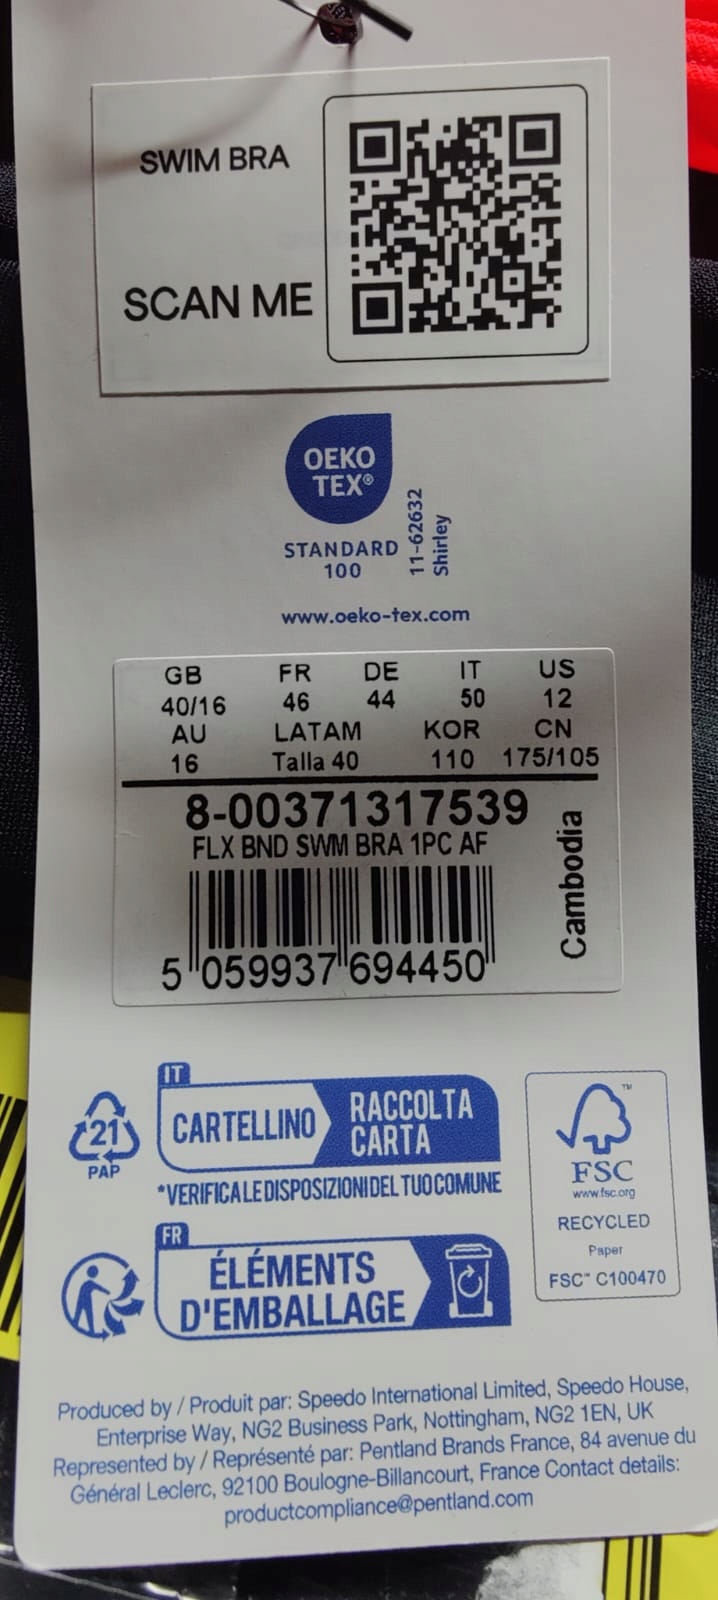 SWIM BRA
SCAN ME
OEKO
TEX®
STANDARD
100
11-62632
Shirley
www.oeko-tex.com
GB FR DE IT US
40/16 46 44 50 12
AU LATAM KOR CN
16 Talla 40 110 175/105
8-00371317539
FLX BND SWM BRA 1PC AF
Cambodia
5 059937 694450
IT
21
PAP
CARTELLINO
RACCOLTA
CARTA
*VERIFICA LE DISPOSIZIONI DEL TUO COMUNE
FR
ÉLÉMENTS
D'EMBALLAGE
FSC
www.fsc.org
RECYCLED
Paper
FSC™ C100470
Produced by / Produit par: Speedo International Limited, Speedo House,
Enterprise Way, NG2 Business Park, Nottingham, NG2 1EN, UK
Represented by / Représenté par: Pentland Brands France, 84 avenue du
Général Leclerc, 92100 Boulogne-Billancourt, France Contact details:
productcompliance@pentland.com